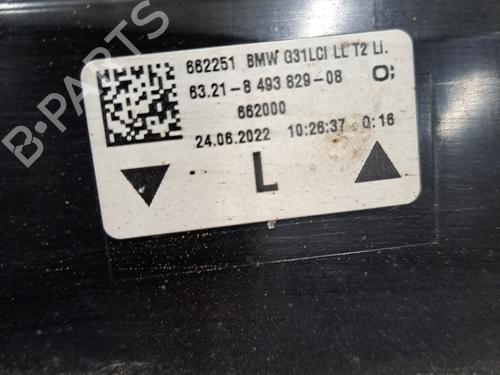 662251 BMW G31LCI LL T2 Li.
63.21-8 493 829-08 O;
662000
24.06.2022 10:26:37 0:16
L
B-PARTS